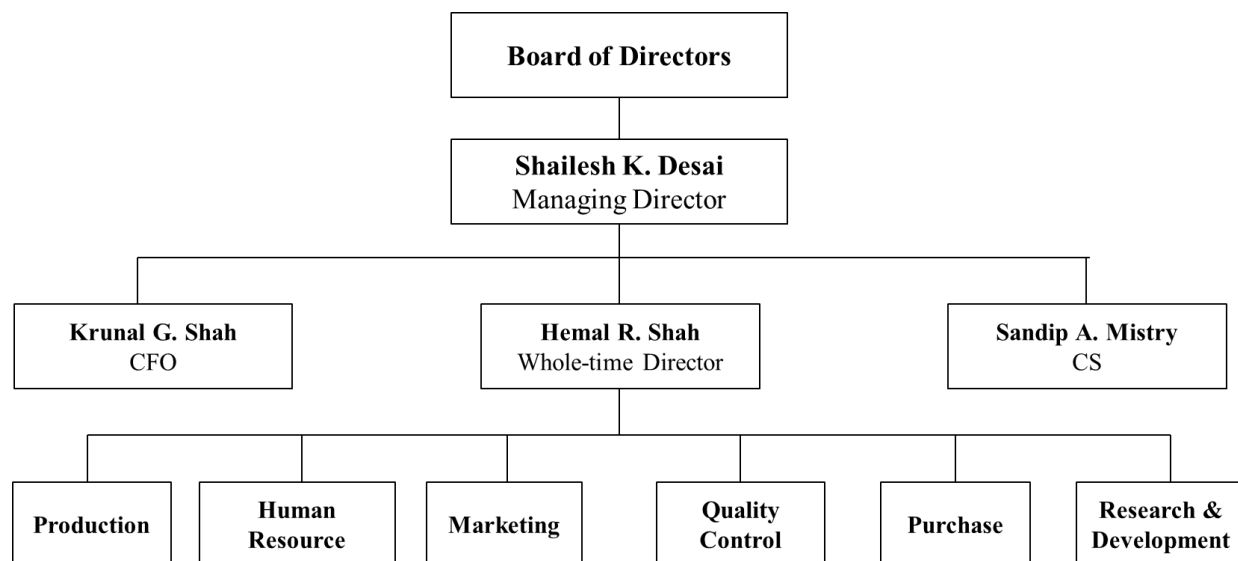 Board of Directors
Shailesh K. Desai
Managing Director
Krunal G. Shah
CFO
Hemal R. Shah
Whole-time Director
Sandip A. Mistry
CS
Production
Human
Resource
Marketing
Quality
Control
Purchase
Research &
Development